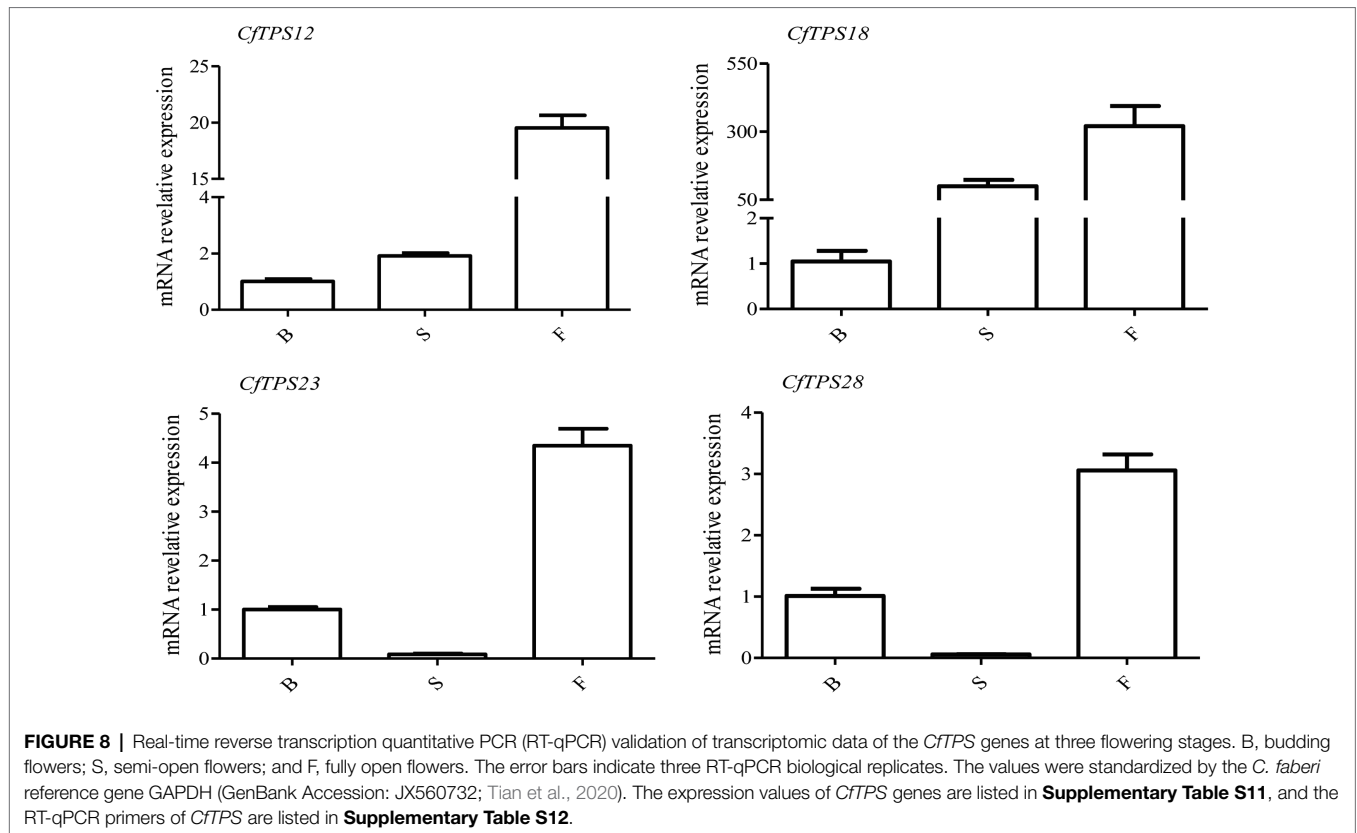 CfTPS12
CfTPS18
mRNA revelative expression
25
20
15
4
2
0
B
S
F
mRNA revelative expression
550
300
50
2
1
0
B
S
F
CfTPS23
CfTPS28
mRNA revelative expression
5
4
3
2
1
0
B
S
F
mRNA revelative expression
4
3
2
1
0
B
S
F
FIGURE 8 | Real-time reverse transcription quantitative PCR (RT-qPCR) validation of transcriptomic data of the CfTPS genes at three flowering stages. B, budding
flowers; S, semi-open flowers; and F, fully open flowers. The error bars indicate three RT-qPCR biological replicates. The values were standardized by the C. faberi
reference gene GAPDH (GenBank Accession: JX560732; Tian et al., 2020). The expression values of CfTPS genes are listed in Supplementary Table S11, and the
RT-qPCR primers of CfTPS are listed in Supplementary Table S12.